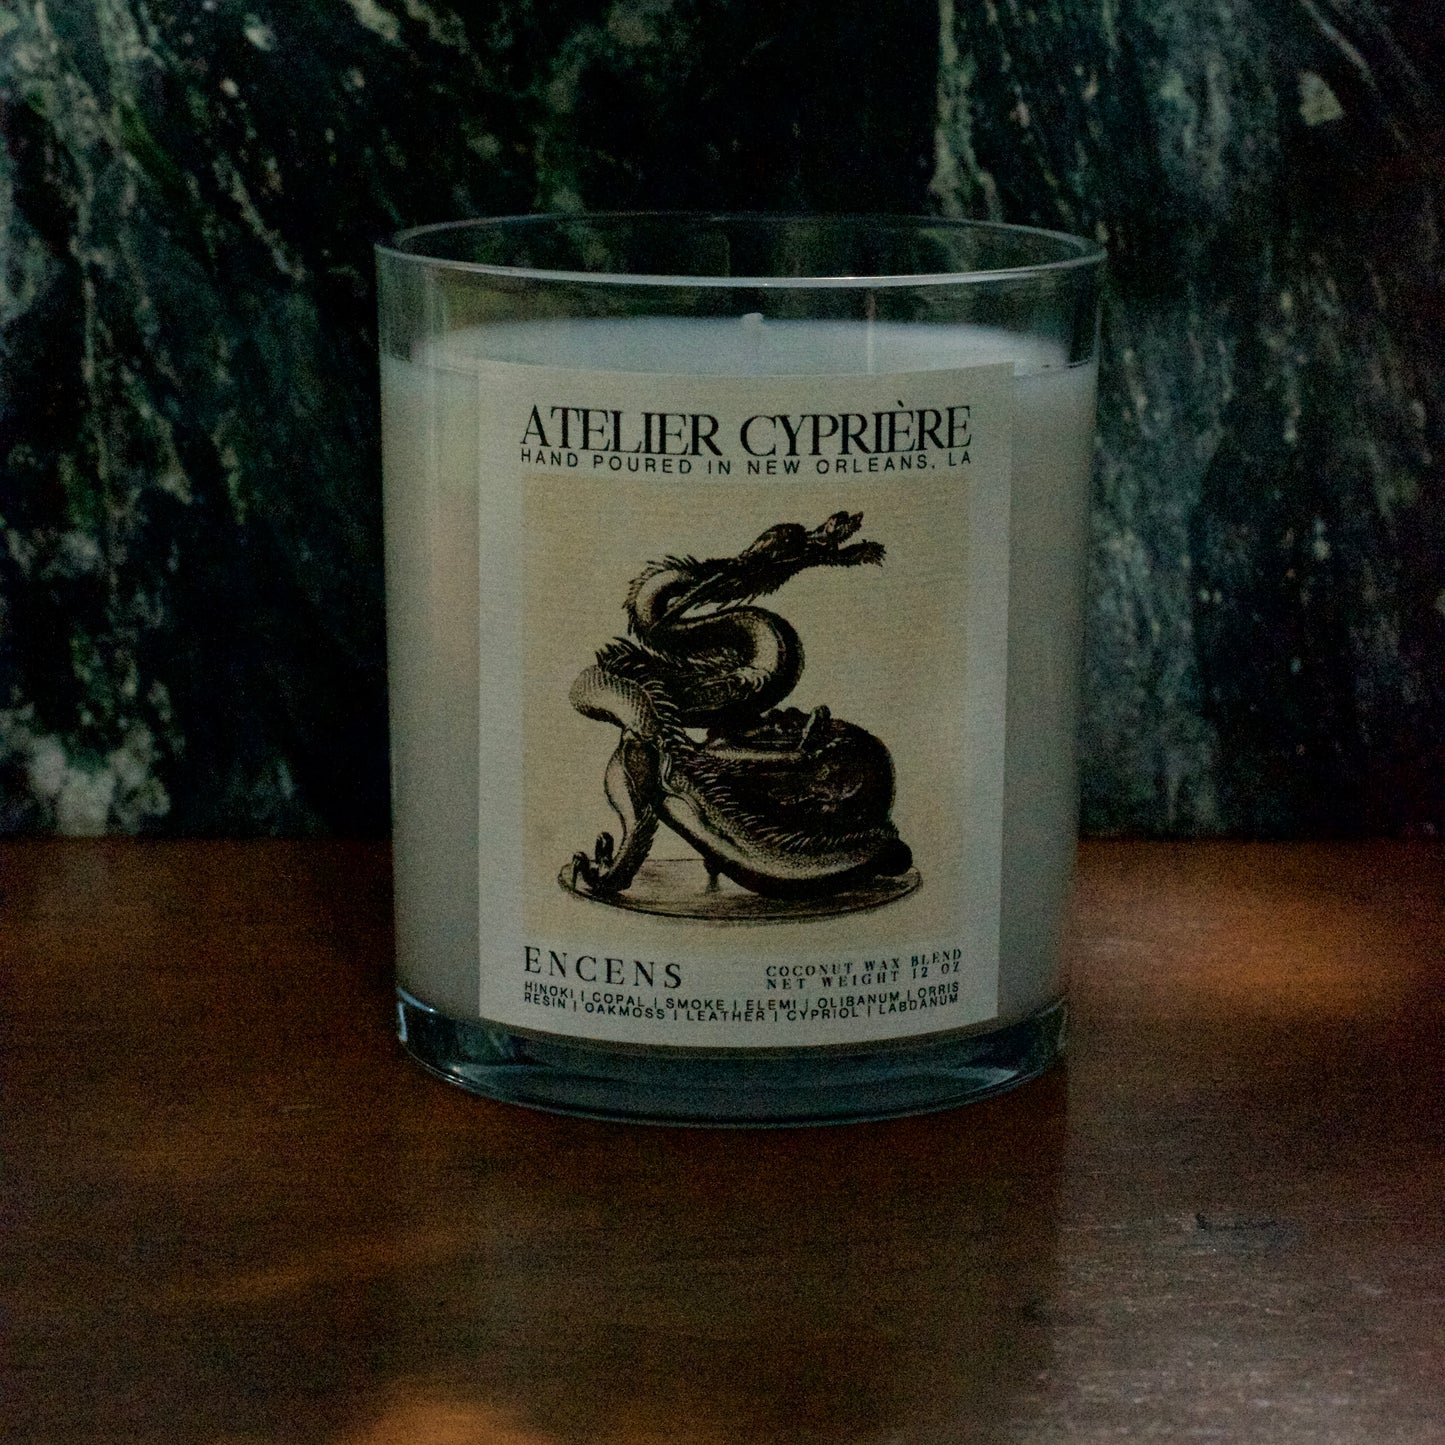 ATELIER CYPRIÈRE
HAND POURED IN NEW ORLEANS, LA
ENCENS
COCONUT WAX BLEND
NET WEIGHT 12 OZ
HINOKI | COPAL | SMOKE | ELEMI | OLIBANUM | ORRIS
RESIN | OAKMOSS | LEATHER | CYPRIOL | LABDANUM